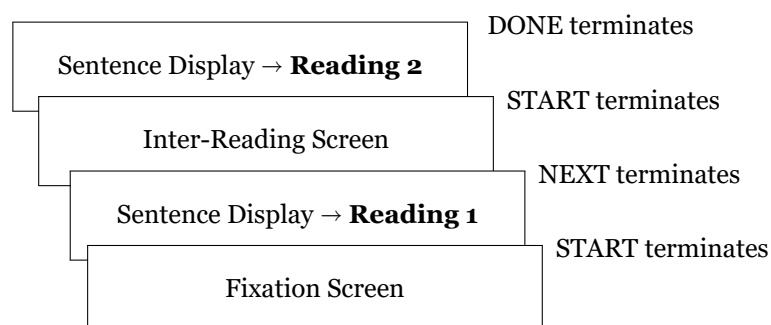 DONE terminates
Sentence Display → Reading 2
START terminates
Inter-Reading Screen
NEXT terminates
Sentence Display → Reading 1
START terminates
Fixation Screen